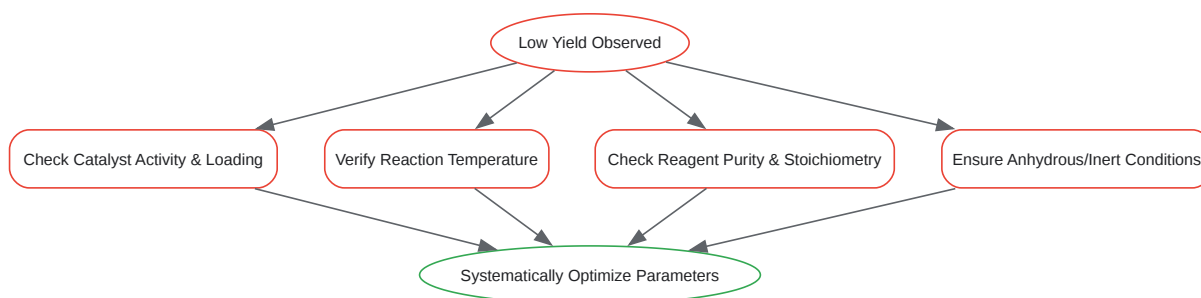 Low Yield Observed
Check Catalyst Activity & Loading
Verify Reaction Temperature
Check Reagent Purity & Stoichiometry
Ensure Anhydrous/Inert Conditions
Systematically Optimize Parameters